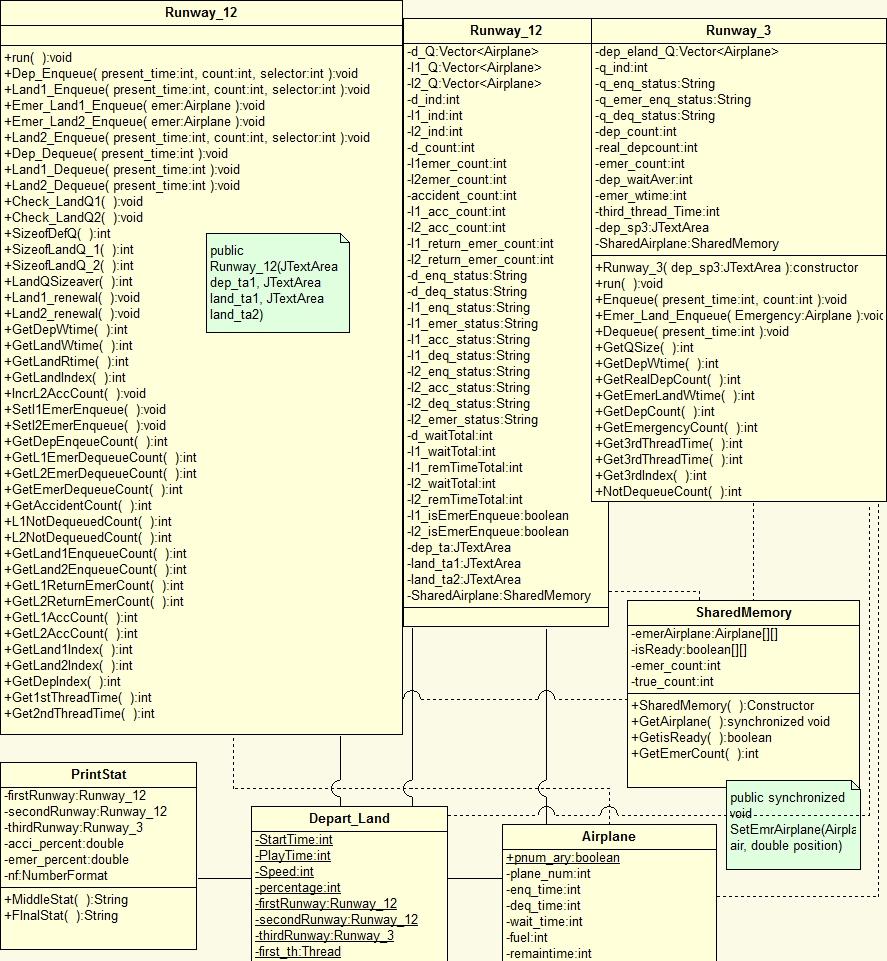 Runway_12
+run(  ):void
+Dep_Enqueue( present_time:int, count:int, selector:int ):void
+Land1_Enqueue( present_time:int, count:int, selector:int ):void
+Emer_Land1_Enqueue( emer:Airplane ):void
+Emer_Land2_Enqueue( emer:Airplane ):void
+Land2_Enqueue( present_time:int, count:int, selector:int ):void
+Dep_Dequeue( present_time:int ):void
+Land1_Dequeue( present_time:int ):void
+Land2_Dequeue( present_time:int ):void
+Check_LandQ1(  ):void
+Check_LandQ2(  ):void
+SizeofDefQ(  ):int
+SizeofLandQ_1(  ):int
+SizeofLandQ_2(  ):int
+LandQSizeaver(  ):int
+Land1_renewal(  ):void
+Land2_renewal(  ):void
+GetDepWtime(  ):int
+GetLandWtime(  ):int
+GetLandRtime(  ):int
+GetLandIndex(  ):int
+IncrL2AccCount(  ):void
+Setl1EmerEnqueue(  ):void
+Setl2EmerEnqueue(  ):void
+GetDepEnqeueCount(  ):int
+GetL1EmerDequeueCount(  ):int
+GetL2EmerDequeueCount(  ):int
+GetEmerDequeueCount(  ):int
+GetAccidentCount(  ):int
+L1NotDequeuedCount(  ):int
+L2NotDequeuedCount(  ):int
+GetLand1EnqueueCount(  ):int
+GetLand2EnqueueCount(  ):int
+GetL1ReturnEmerCount(  ):int
+GetL2ReturnEmerCount(  ):int
+GetL1AccCount(  ):int
+GetL2AccCount(  ):int
+GetLand1Index(  ):int
+GetLand2Index(  ):int
+GetDepIndex(  ):int
+Get1stThreadTime(  ):int
+Get2ndThreadTime(  ):int
public
Runway_12(JTextArea
dep_ta1, JTextArea
land_ta1, JTextArea
land_ta2)
Runway_12
-d_Q:Vector<Airplane>
-l1_Q:Vector<Airplane>
-l2_Q:Vector<Airplane>
-d_ind:int
-l1_ind:int
-l2_ind:int
-d_count:int
-l1emer_count:int
-l2emer_count:int
-accident_count:int
-l1_acc_count:int
-l2_acc_count:int
-l1_return_emer_count:int
-l2_return_emer_count:int
-d_enq_status:String
-d_deq_status:String
-l1_enq_status:String
-l1_emer_status:String
-l1_acc_status:String
-l1_deq_status:String
-l2_enq_status:String
-l2_acc_status:String
-l2_deq_status:String
-l2_emer_status:String
-d_waitTotal:int
-l1_waitTotal:int
-l1_remTimeTotal:int
-l2_waitTotal:int
-l2_remTimeTotal:int
-l1_isEmerEnqueue:boolean
-l2_isEmerEnqueue:boolean
-dep_ta:JTextArea
-land_ta1:JTextArea
-land_ta2:JTextArea
-SharedAirplane:SharedMemory
Runway_3
-dep_eland_Q:Vector<Airplane>
-q_ind:int
-q_enq_status:String
-q_emer_enq_status:String
-q_deq_status:String
-dep_count:int
-real_depcount:int
-emer_count:int
-dep_waitAver:int
-emer_wtime:int
-third_thread_Time:int
-dep_sp3:JTextArea
-SharedAirplane:SharedMemory
+Runway_3( dep_sp3:JTextArea ):constructor
+run(  ):void
+Enqueue( present_time:int, count:int ):void
+Emer_Land_Enqueue( Emergency:Airplane ):void
+Dequeue( present_time:int ):void
+GetQSize(  ):int
+GetDepWtime(  ):int
+GetRealDepCount(  ):int
+GetEmerLandWtime(  ):int
+GetDepCount(  ):int
+GetEmergencyCount(  ):int
+Get3rdThreadTime(  ):int
+Get3rdThreadTime(  ):int
+Get3rdIndex(  ):int
+NotDequeueCount(  ):int
SharedMemory
-emerAirplane:Airplane[][]
-isReady:boolean[][]
-emer_count:int
-true_count:int
+SharedMemory(  ):Constructor
+GetAirplane(  ):synchronized void
+GetisReady(  ):boolean
+GetEmerCount(  ):int
public synchronized
void
SetEmrAirplane(Airpla
air, double position)
PrintStat
-firstRunway:Runway_12
-secondRunway:Runway_12
-thirdRunway:Runway_3
-acci_percent:double
-emer_percent:double
-nf:NumberFormat
+MiddleStat(  ):String
+FInalStat(  ):String
Depart_Land
-StartTime:int
-PlayTime:int
-Speed:int
-percentage:int
-firstRunway:Runway_12
-secondRunway:Runway_12
-thirdRunway:Runway_3
-first_th:Thread
Airplane
+pnum_ary:boolean
-plane_num:int
-enq_time:int
-deq_time:int
-wait_time:int
-fuel:int
-remaintime:int